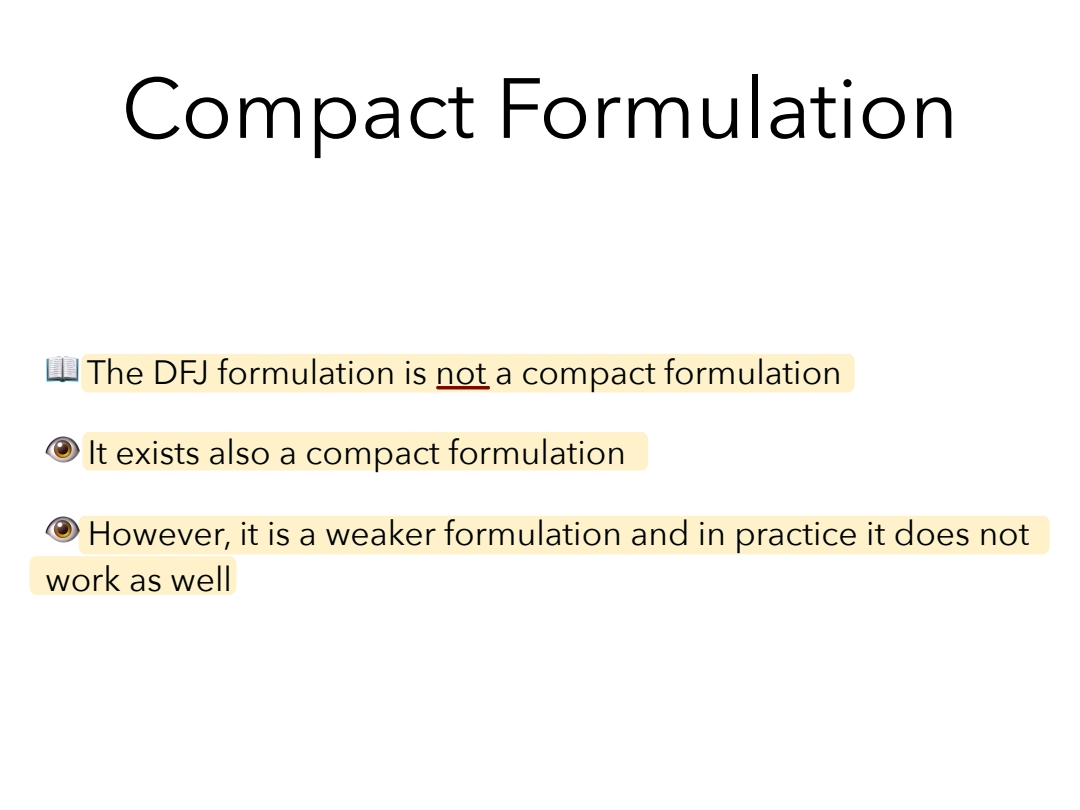 Compact Formulation
📖 The DFJ formulation is not a compact formulation
👁 It exists also a compact formulation
👁 However, it is a weaker formulation and in practice it does not
work as well